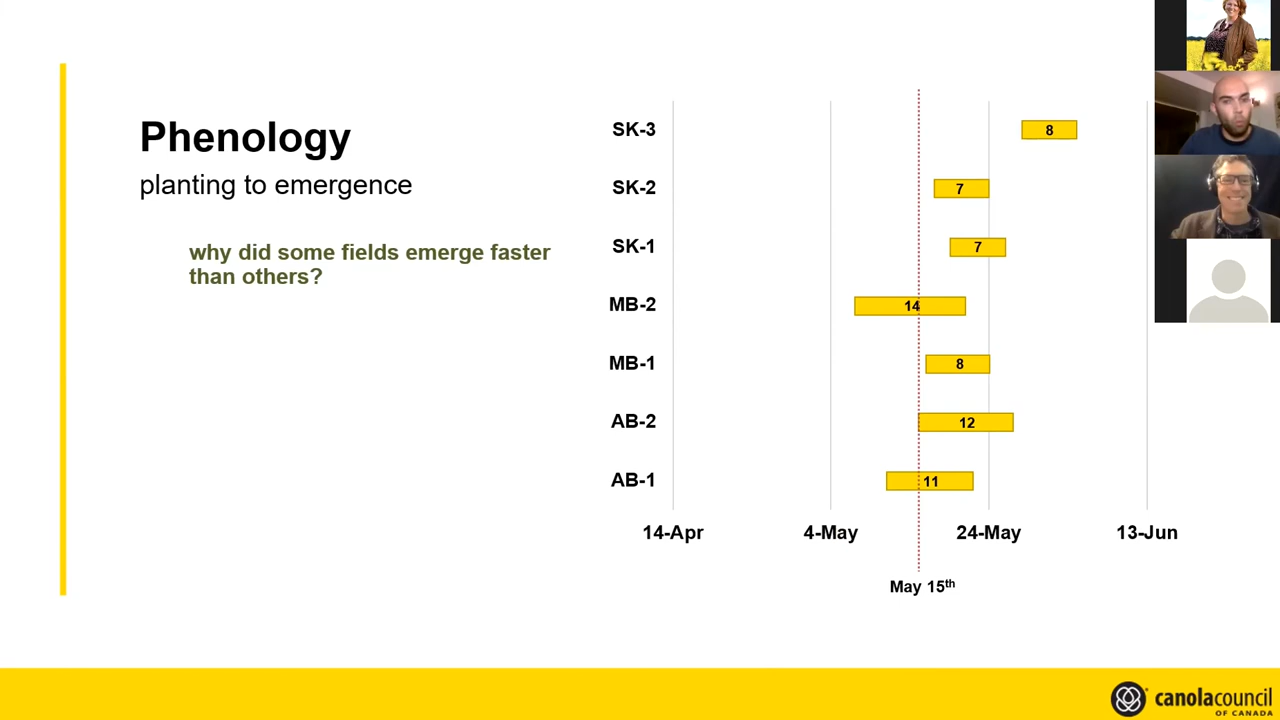 Phenology
planting to emergence
why did some fields emerge faster
than others?
SK-3
8
SK-2
7
SK-1
7
MB-2
14
MB-1
8
AB-2
12
AB-1
11
14-Apr
4-May
24-May
13-Jun
May 15th
canolacouncil
OF CANADA